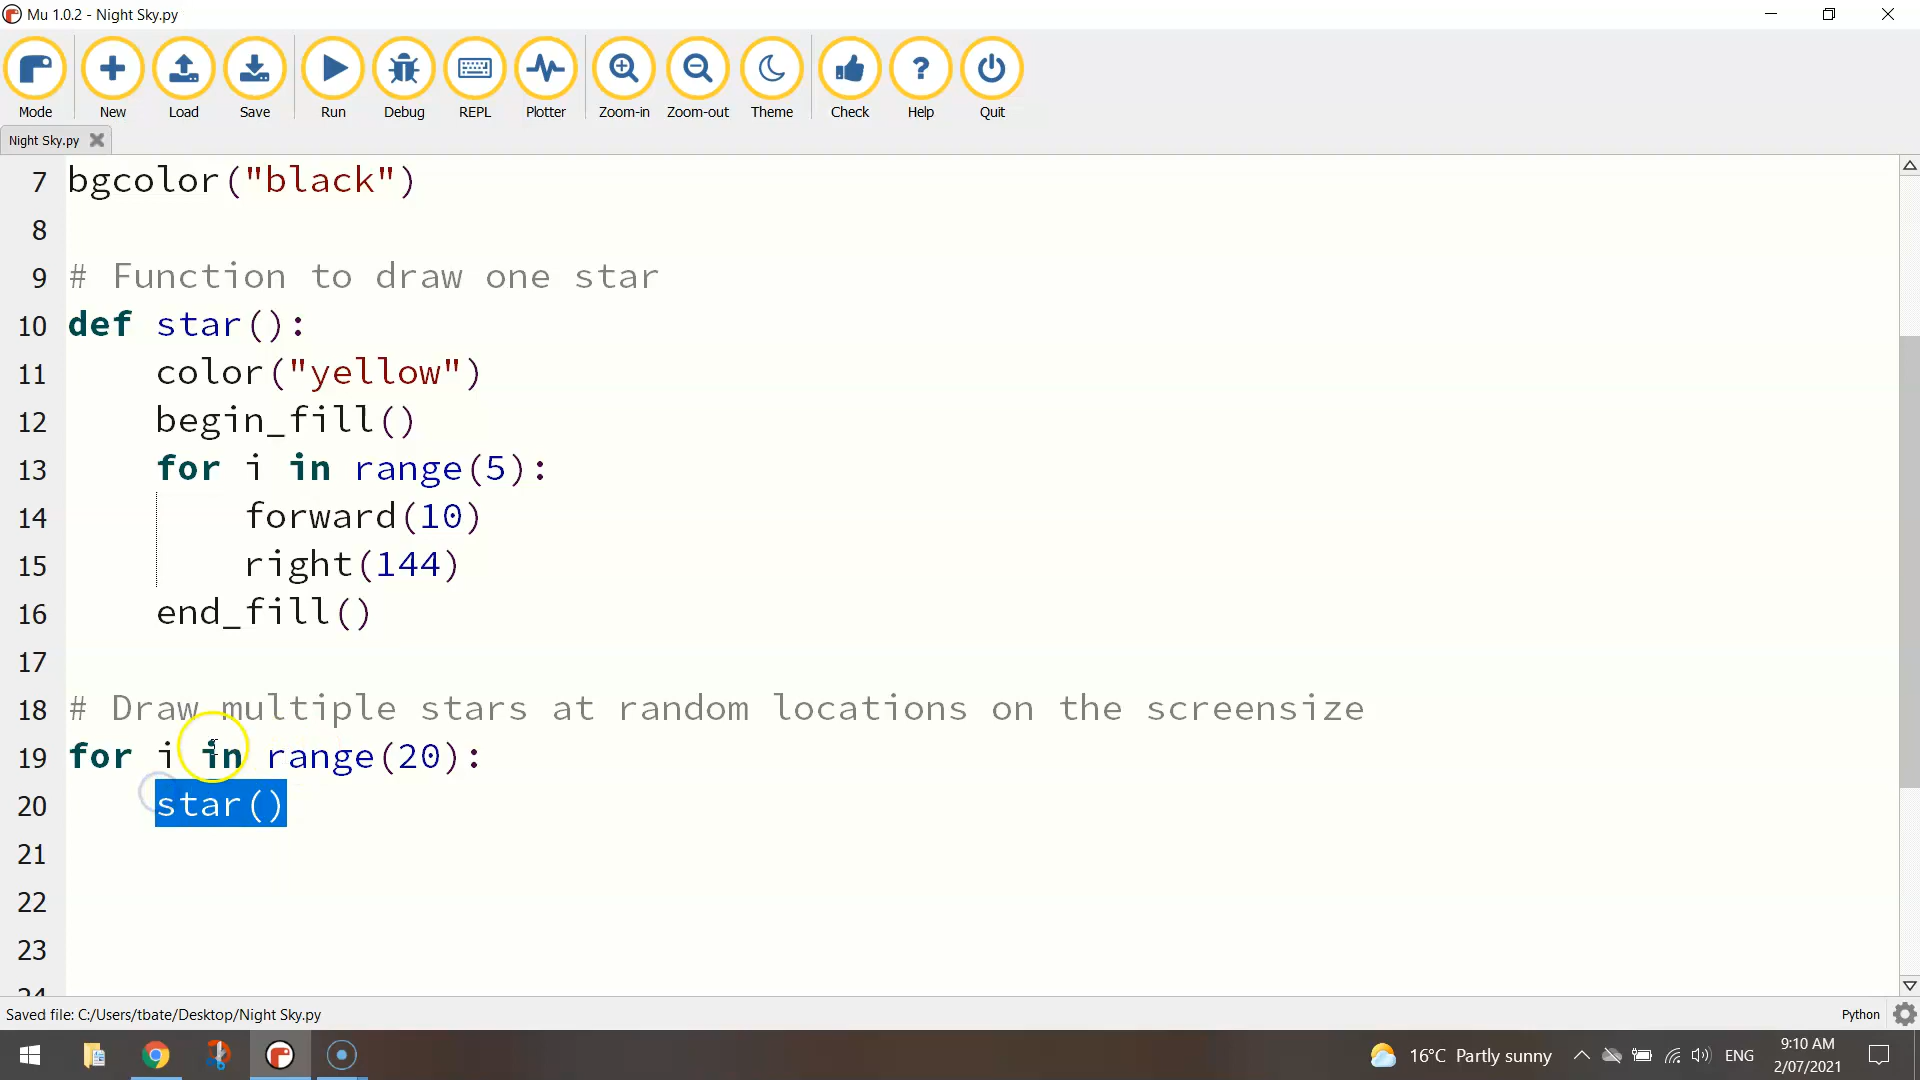 Mu 1.0.2 - Night Sky.py
Mode New Load Save Run Debug REPL Plotter Zoom-in Zoom-out Theme Check Help Quit
Night Sky.py
7 bgcolor("black")
8
9 # Function to draw one star
10 def star():
11 color("yellow")
12 begin_fill()
13 for i in range(5):
14 forward(10)
15 right(144)
16 end_fill()
17
18 # Draw multiple stars at random locations on the screensize
19 for i in range(20):
20 star()
21
22
23
24
Saved file: C:/Users/tbate/Desktop/Night Sky.py Python
16°C Partly sunny ENG 9:10 AM
2/07/2021